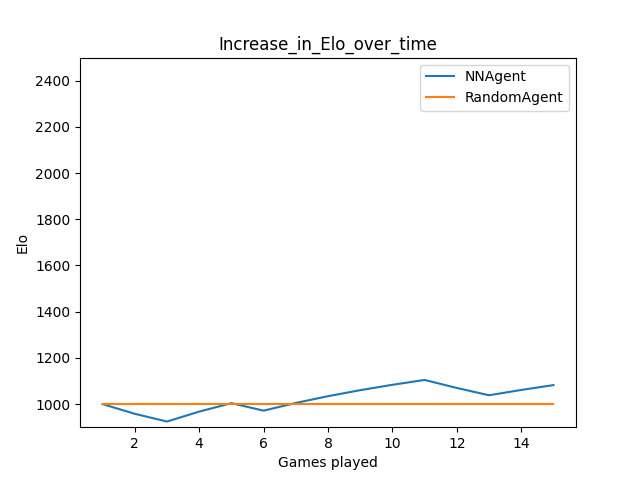 Increase_in_Elo_over_time
NNAgent
RandomAgent
2400
2200
2000
1800
1600
1400
1200
1000
Elo
2 4 6 8 10 12 14
Games played